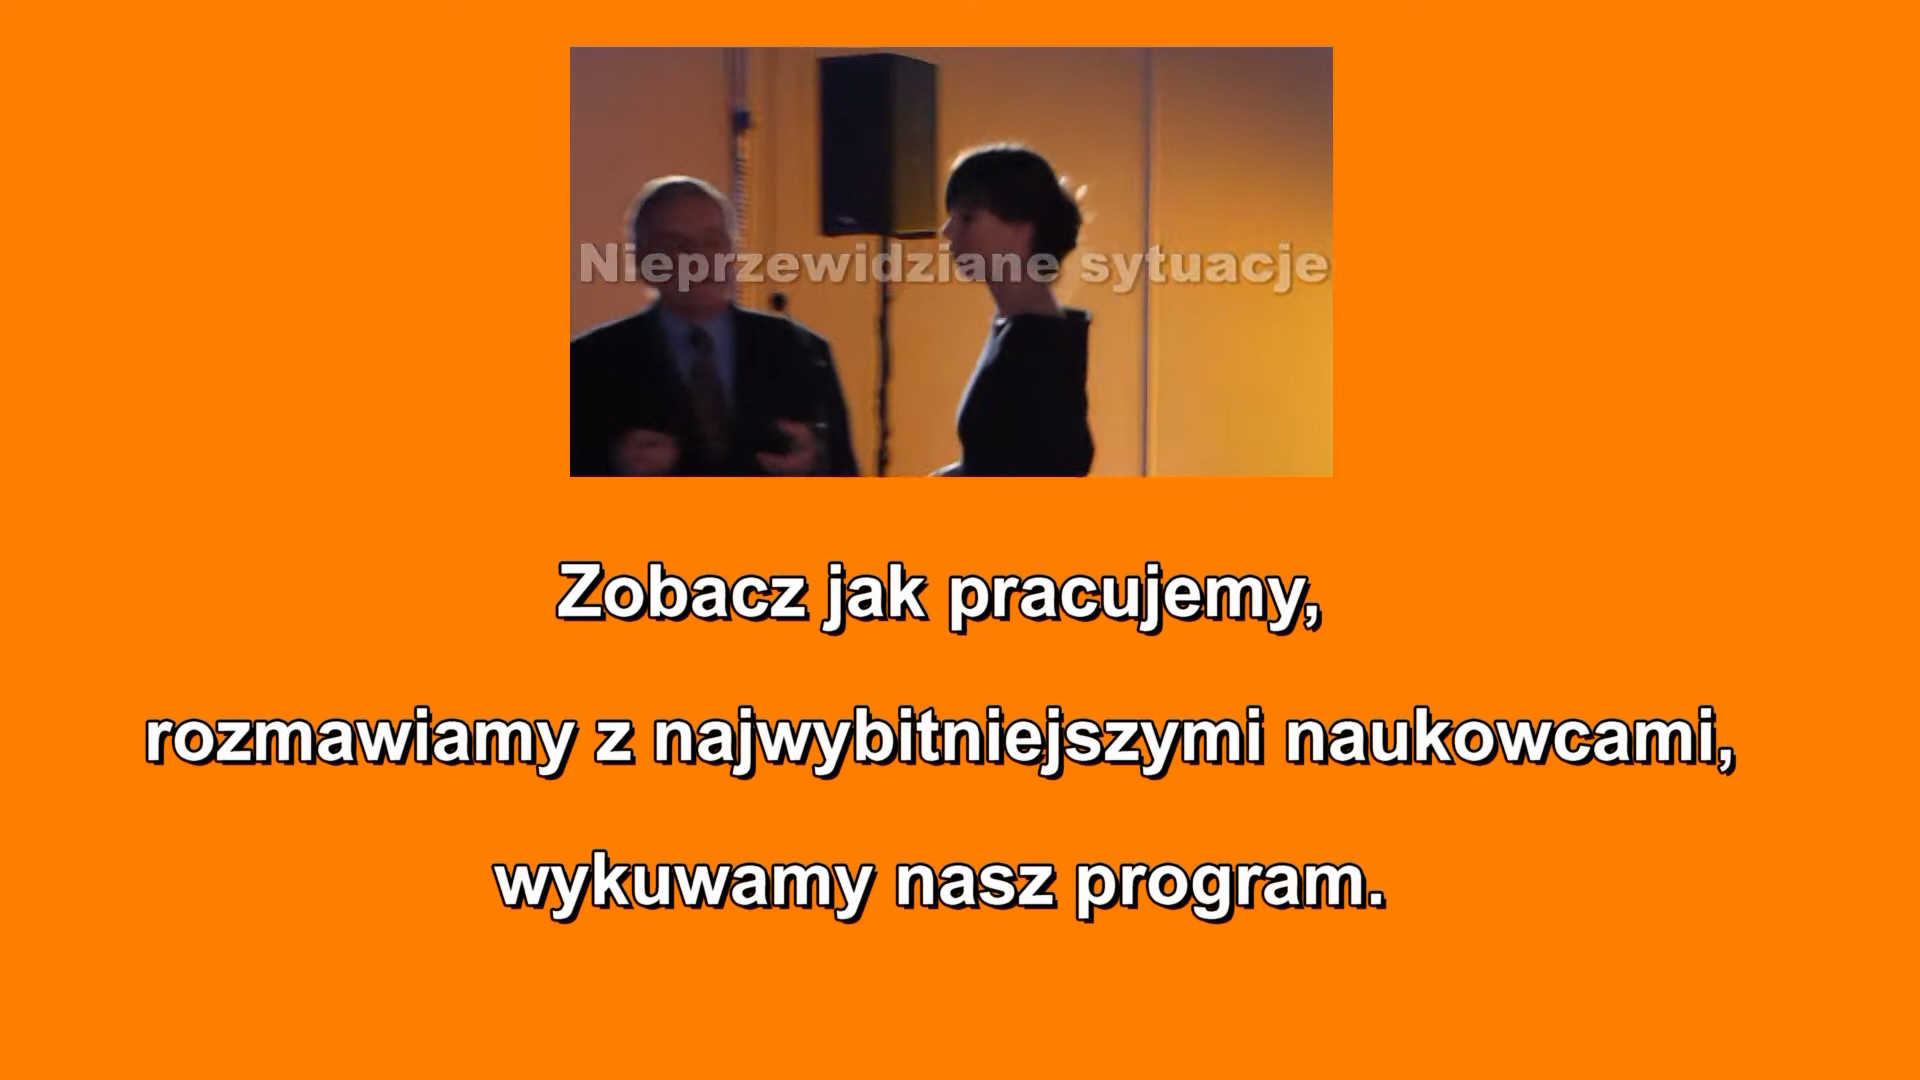 Nieprzewidziane sytuacje
Zobacz jak pracujemy,
rozmawiamy z najwybitniejszymi naukowcami,
wykuwamy nasz program.